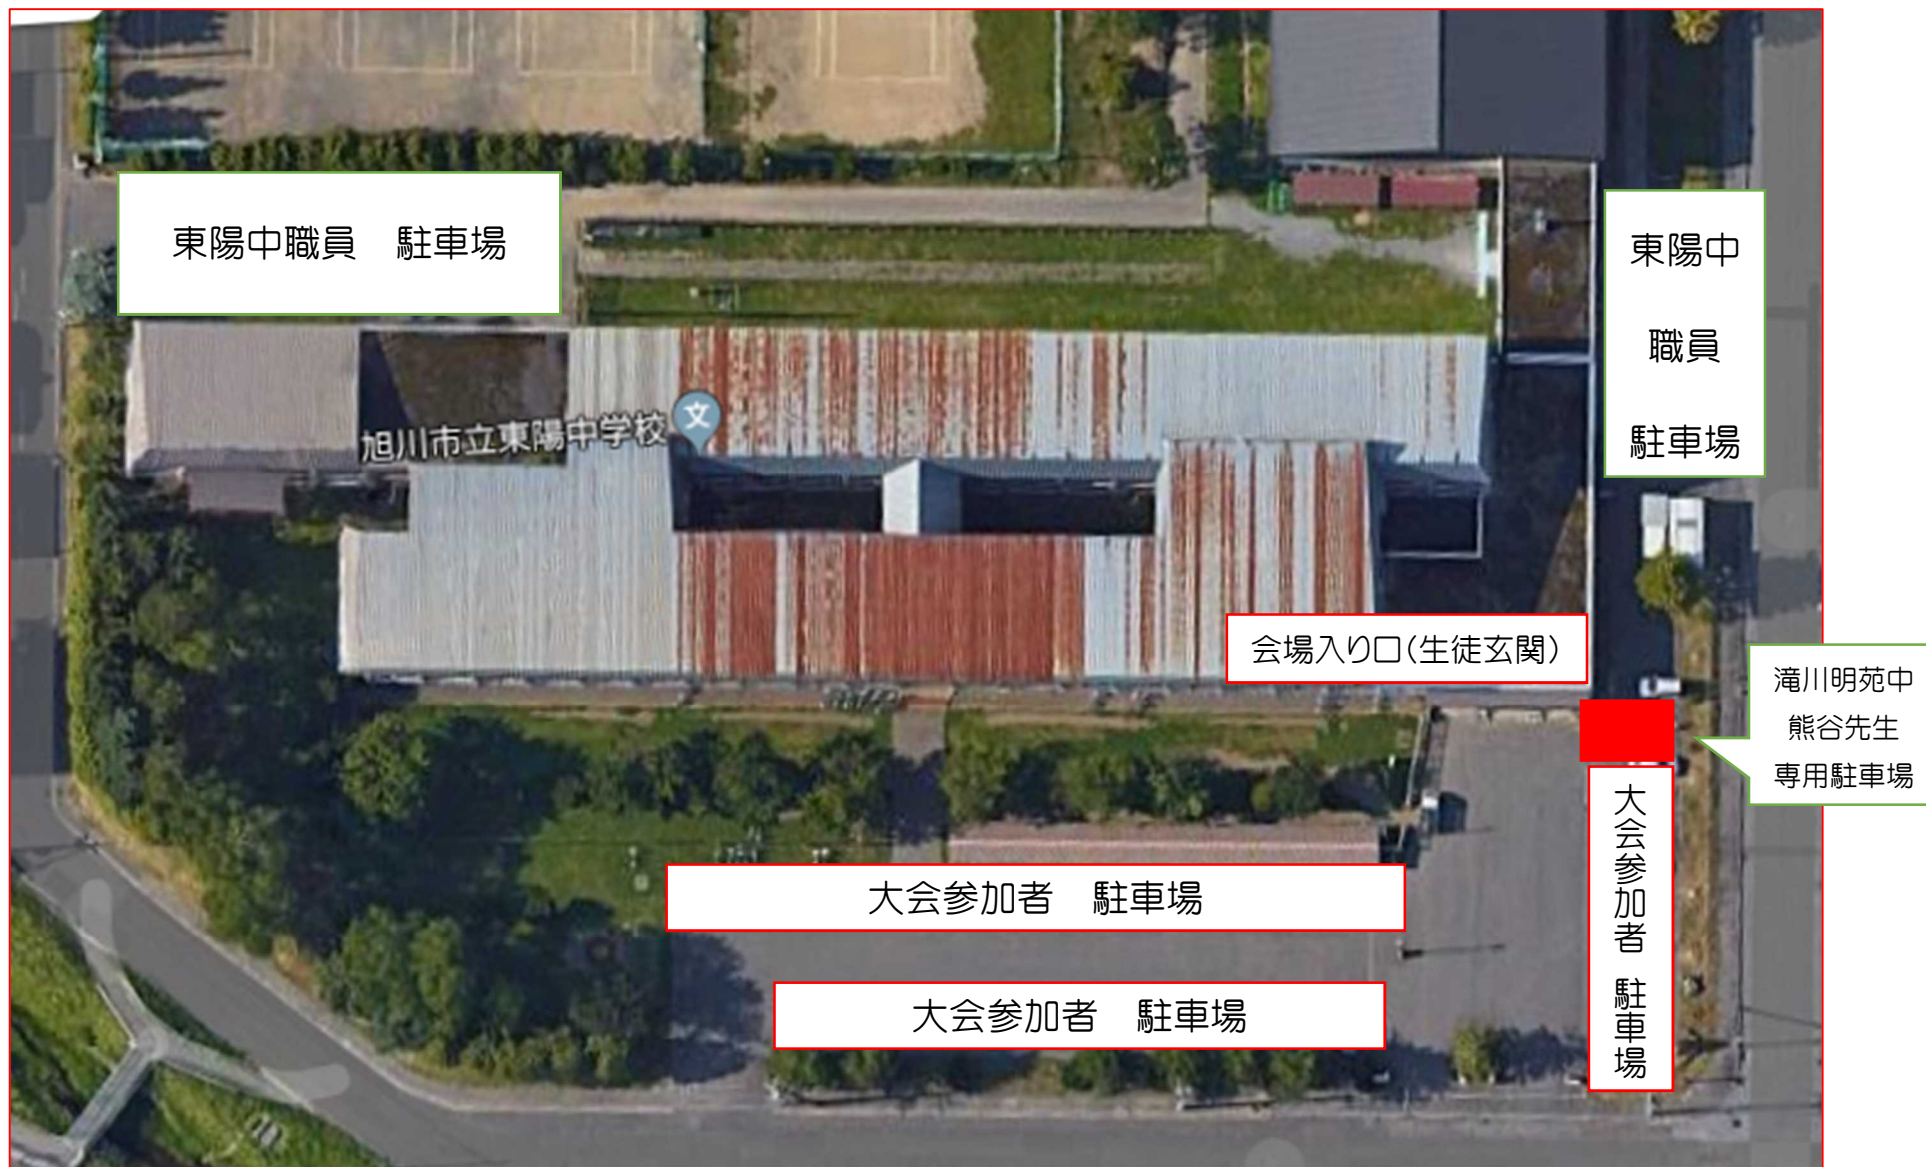 東陽中職員　駐車場
東陽中
職員
駐車場
旭川市立東陽中学校
文
会場入り口(生徒玄関)
滝川明苑中
熊谷先生
専用駐車場
大会参加者　駐車場
大会参加者　駐車場
大会参加者　駐車場